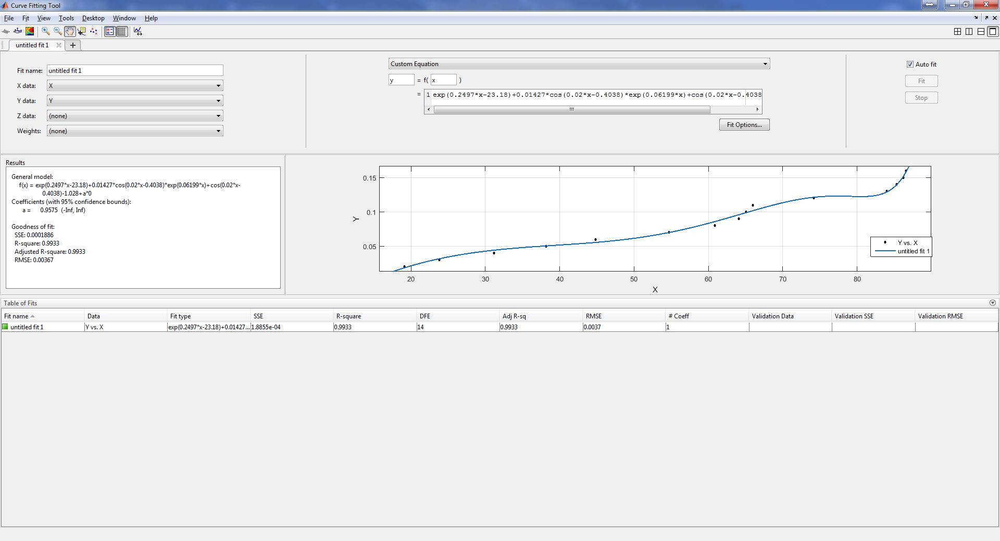 Curve Fitting Tool
File Fit View Tools Desktop Window Help
untitled fit 1
Fit name: untitled fit 1
X data: X
Y data: Y
Z data: (none)
Weights: (none)
Custom Equation
y = f( x )
= 1 exp(0.2497*x-23.18)+0.01427*cos(0.02*x-0.4038)*exp(0.06199*x)+cos(0.02*x-0.4038
Fit Options...
Auto fit
Fit
Stop
Results
General model:
f(x) = exp(0.2497*x-23.18)+0.01427*cos(0.02*x-0.4038)*exp(0.06199*x)+cos(0.02*x-
0.4038)-1.028+a*0
Coefficients (with 95% confidence bounds):
a = 0.9575 (-Inf, Inf)
Goodness of fit:
SSE: 0.0001886
R-square: 0.9933
Adjusted R-square: 0.9933
RMSE: 0.00367
0.15
0.1
0.05
Y
20 30 40 50 60 70 80
X
Y vs. X
untitled fit 1
Table of Fits
Fit name Data Fit type SSE R-square DFE Adj R-sq RMSE # Coeff Validation Data Validation SSE Validation RMSE
untitled fit 1 Y vs. X exp(0.2497*x-23.18)+0.01427... 1.8855e-04 0.9933 14 0.9933 0.0037 1